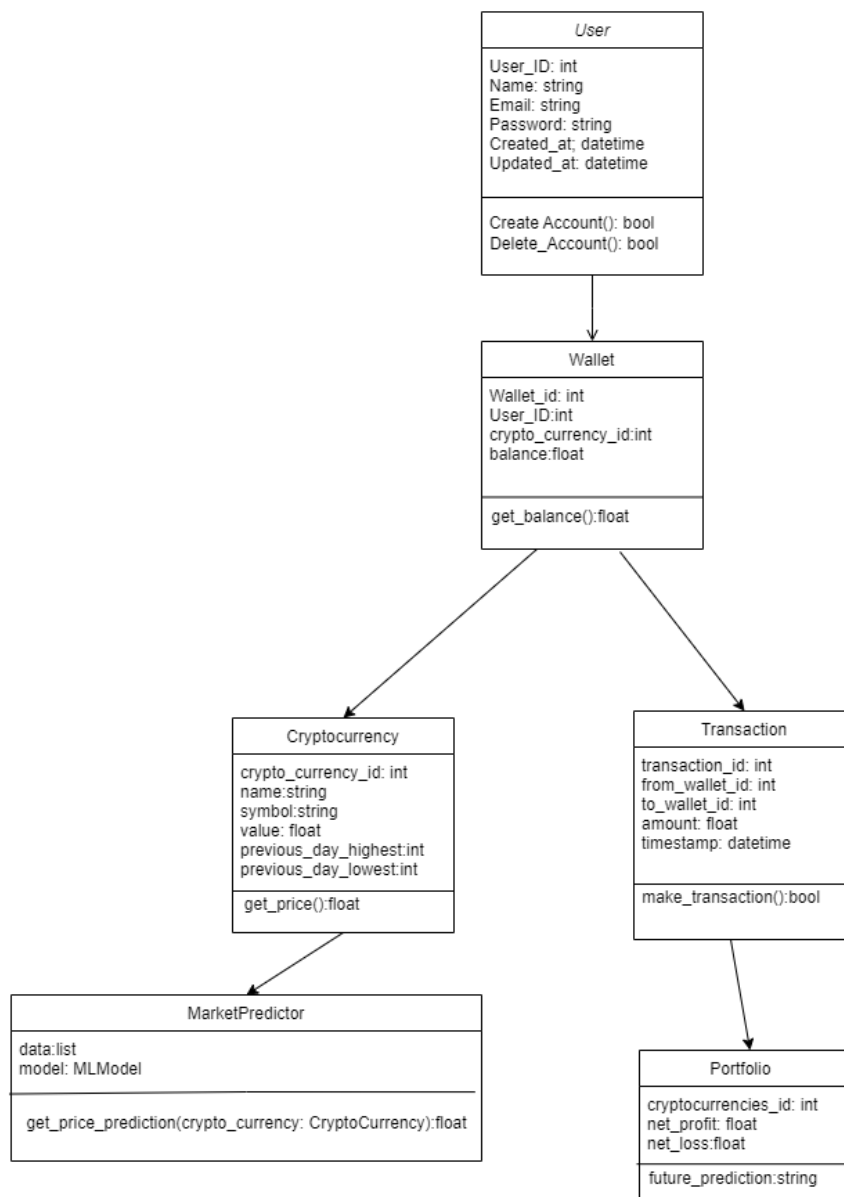 User
User_ID: int
Name: string
Email: string
Password: string
Created_at; datetime
Updated_at: datetime
Create Account(): bool
Delete_Account(): bool
Wallet
Wallet_id: int
User_ID:int
crypto_currency_id:int
balance:float
get_balance():float
Cryptocurrency
crypto_currency_id: int
name:string
symbol:string
value: float
previous_day_highest:int
previous_day_lowest:int
get_price():float
Transaction
transaction_id: int
from_wallet_id: int
to_wallet_id: int
amount: float
timestamp: datetime
make_transaction():bool
MarketPredictor
data:list
model: MLModel
get_price_prediction(crypto_currency: CryptoCurrency):float
Portfolio
cryptocurrencies_id: int
net_profit: float
net_loss:float
future_prediction:string